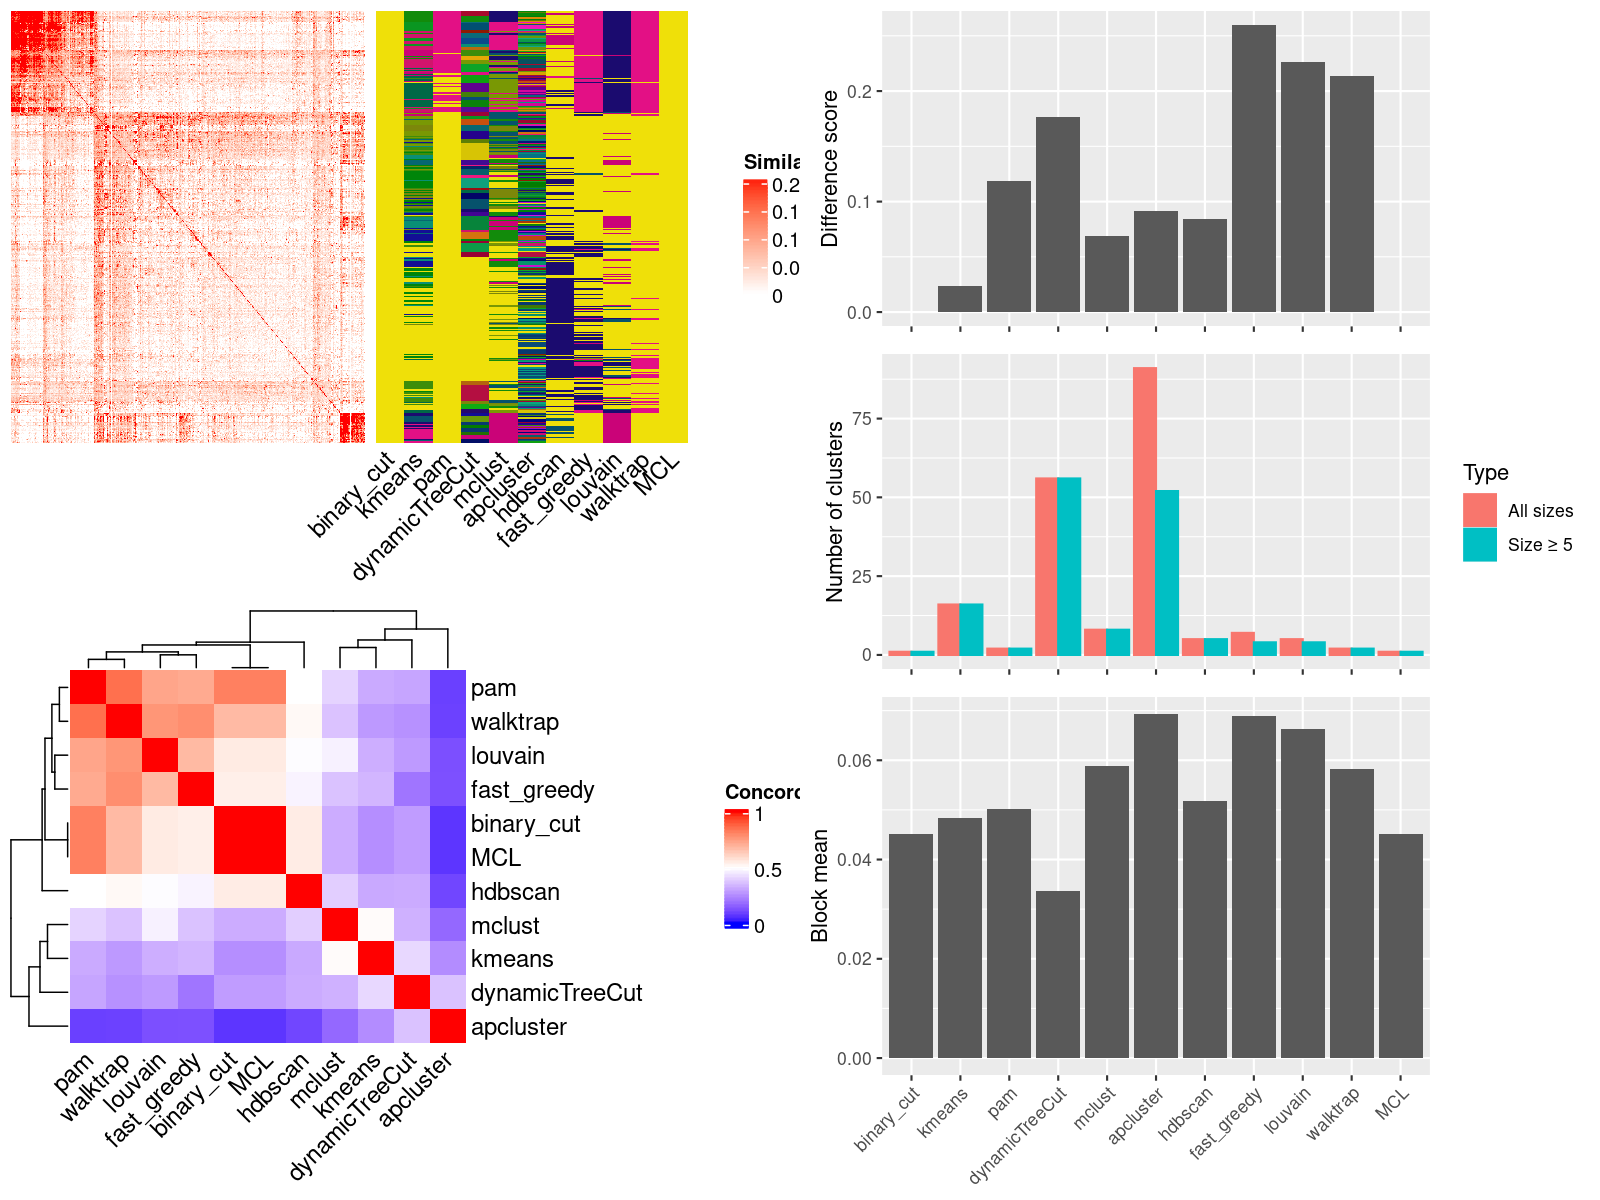 Simila
0.2
0.1
0.1
0.0
0
binary_cut
kmeans
pam
dynamicTreeCut
mclust
apcluster
hdbscan
fast_greedy
louvain
walktrap
MCL
pam
walktrap
louvain
fast_greedy
binary_cut
MCL
hdbscan
mclust
kmeans
dynamicTreeCut
apcluster
pam
walktrap
louvain
fast_greedy
binary_cut
MCL
hdbscan
mclust
kmeans
dynamicTreeCut
apcluster
Concord
1
0.5
0
Difference score
0.2
0.1
0.0
Number of clusters
75
50
25
0
Type
All sizes
Size ≥ 5
Block mean
0.06
0.04
0.02
0.00
binary_cut
kmeans
pam
dynamicTreeCut
mclust
apcluster
hdbscan
fast_greedy
louvain
walktrap
MCL